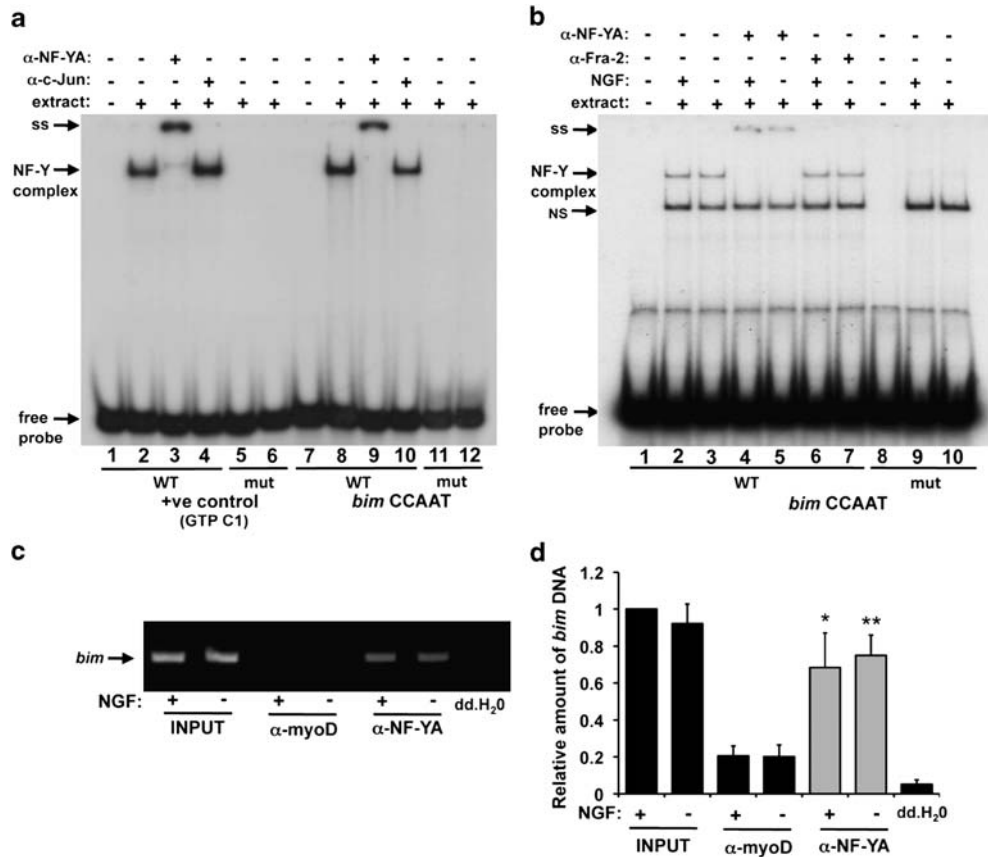 a
α-NF-YA: - - + - - - - - + - - -
α-c-Jun: - - - + - - - - - + - -
extract: - + + + + + - + + + + +
ss
NF-Y
complex
free
probe
1 2 3 4 5 6 7 8 9 10 11 12
WT mut WT mut
+ve control
(GTP C1)
bim CCAAT
b
α-NF-YA: - - - + + - - - - -
α-Fra-2: - - - - - + + - - -
NGF: - + - + - + - - + -
extract: - + + + + + + - + +
ss
NF-Y
complex
NS
free
probe
1 2 3 4 5 6 7 8 9 10
WT mut
bim CCAAT
c
bim
NGF: + - + - + - dd.H20
INPUT α-myoD α-NF-YA
d
Relative amount of bim DNA
1.2
1
0.8
0.6
0.4
0.2
0
* **
NGF: + - + - + - dd.H20
INPUT α-myoD α-NF-YA